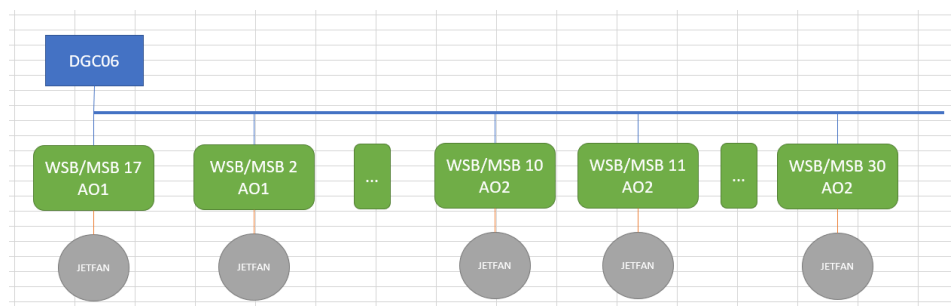 DGC06
WSB/MSB 17
AO1
WSB/MSB 2
AO1
...
WSB/MSB 10
AO2
WSB/MSB 11
AO2
...
WSB/MSB 30
AO2
JETFAN
JETFAN
JETFAN
JETFAN
JETFAN